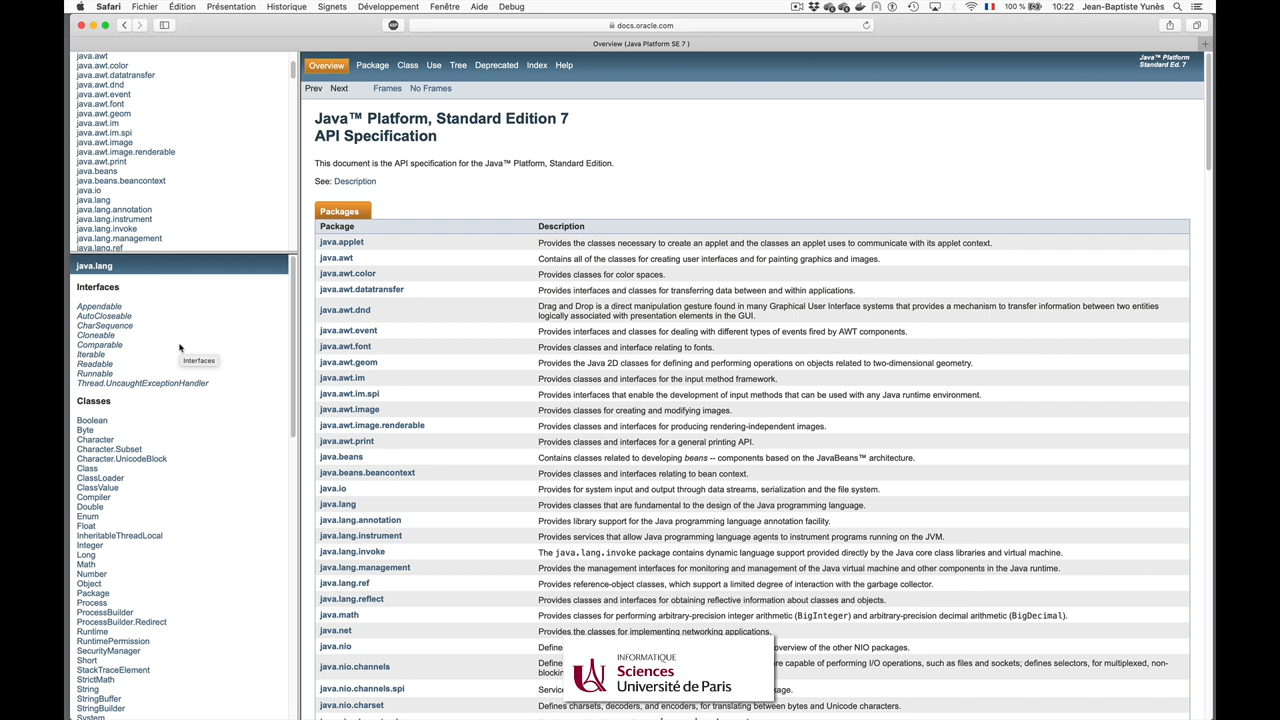 Safari Fichier Édition Présentation Historique Signets Développement Fenêtre Aide Debug 100 % 10:22 Jean-Baptiste Yunès
docs.oracle.com
Overview (Java Platform SE 7 )
java.awt
java.awt.color
java.awt.datatransfer
java.awt.dnd
java.awt.event
java.awt.font
java.awt.geom
java.awt.im
java.awt.im.spi
java.awt.image
java.awt.image.renderable
java.awt.print
java.beans
java.beans.beancontext
java.io
java.lang
java.lang.annotation
java.lang.instrument
java.lang.invoke
java.lang.management
java.lang.ref
java.lang
Interfaces
Appendable
AutoCloseable
CharSequence
Cloneable
Comparable
Iterable
Readable
Runnable
Thread.UncaughtExceptionHandler
Interfaces
Classes
Boolean
Byte
Character
Character.Subset
Character.UnicodeBlock
Class
ClassLoader
ClassValue
Compiler
Double
Enum
Float
InheritableThreadLocal
Integer
Long
Math
Number
Object
Package
Process
ProcessBuilder
ProcessBuilder.Redirect
Runtime
RuntimePermission
SecurityManager
Short
StackTraceElement
StrictMath
String
StringBuffer
StringBuilder
System
Overview Package Class Use Tree Deprecated Index Help
Java™ Platform
Standard Ed. 7
Prev Next Frames No Frames
Java™ Platform, Standard Edition 7
API Specification
This document is the API specification for the Java™ Platform, Standard Edition.
See: Description
Packages
Package Description
java.applet Provides the classes necessary to create an applet and the classes an applet uses to communicate with its applet context.
java.awt Contains all of the classes for creating user interfaces and for painting graphics and images.
java.awt.color Provides classes for color spaces.
java.awt.datatransfer Provides interfaces and classes for transferring data between and within applications.
java.awt.dnd Drag and Drop is a direct manipulation gesture found in many Graphical User Interface systems that provides a mechanism to transfer information between two entities
logically associated with presentation elements in the GUI.
java.awt.event Provides interfaces and classes for dealing with different types of events fired by AWT components.
java.awt.font Provides classes and interface relating to fonts.
java.awt.geom Provides the Java 2D classes for defining and performing operations on objects related to two-dimensional geometry.
java.awt.im Provides classes and interfaces for the input method framework.
java.awt.im.spi Provides interfaces that enable the development of input methods that can be used with any Java runtime environment.
java.awt.image Provides classes for creating and modifying images.
java.awt.image.renderable Provides classes and interfaces for producing rendering-independent images.
java.awt.print Provides classes and interfaces for a general printing API.
java.beans Contains classes related to developing beans -- components based on the JavaBeans™ architecture.
java.beans.beancontext Provides classes and interfaces relating to bean context.
java.io Provides for system input and output through data streams, serialization and the file system.
java.lang Provides classes that are fundamental to the design of the Java programming language.
java.lang.annotation Provides library support for the Java programming language annotation facility.
java.lang.instrument Provides services that allow Java programming language agents to instrument programs running on the JVM.
java.lang.invoke The java.lang.invoke package contains dynamic language support provided directly by the Java core class libraries and virtual machine.
java.lang.management Provides the management interfaces for monitoring and management of the Java virtual machine and other components in the Java runtime.
java.lang.ref Provides reference-object classes, which support a limited degree of interaction with the garbage collector.
java.lang.reflect Provides classes and interfaces for obtaining reflective information about classes and objects.
java.math Provides classes for performing arbitrary-precision integer arithmetic (BigInteger) and arbitrary-precision decimal arithmetic (BigDecimal).
java.net Provides the classes for implementing networking applications.
java.nio overview of the other NIO packages.
java.nio.channels capable of performing I/O operations, such as files and sockets; defines selectors, for multiplexed, non-
java.nio.channels.spi
java.nio.charset Defines charsets, decoders, and encoders, for translating between bytes and Unicode characters.
INFORMATIQUE
Sciences
Université de Paris